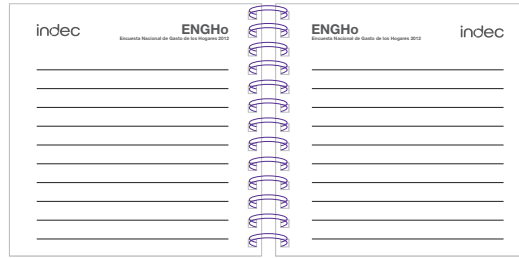 indec
ENGHo
Encuesta Nacional de Gasto de los Hogares 2012
ENGHo
Encuesta Nacional de Gasto de los Hogares 2012
indec